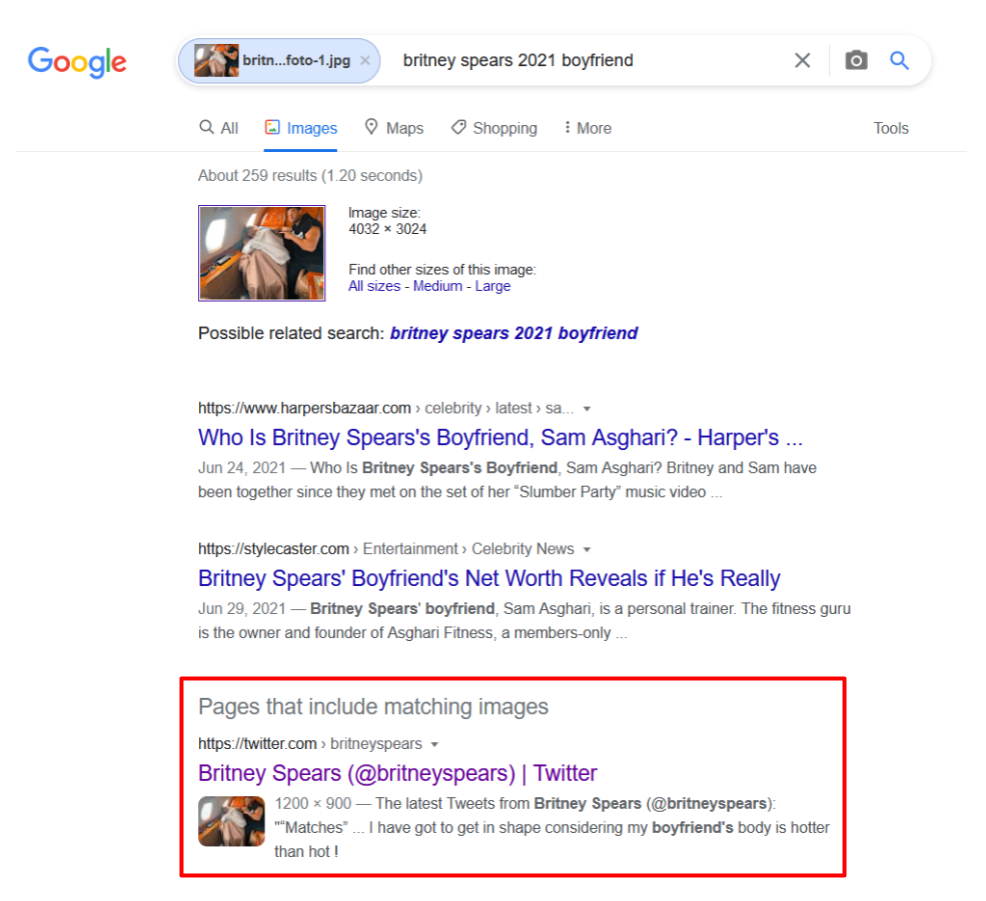 Google
britn...foto-1.jpg × britney spears 2021 boyfriend
All Images Maps Shopping More Tools
About 259 results (1.20 seconds)
Image size:
4032 × 3024
Find other sizes of this image:
All sizes - Medium - Large
Possible related search: britney spears 2021 boyfriend
https://www.harpersbazaar.com › celebrity › latest › sa...
Who Is Britney Spears's Boyfriend, Sam Asghari? - Harper's ...
Jun 24, 2021 — Who Is Britney Spears's Boyfriend, Sam Asghari? Britney and Sam have
been together since they met on the set of her “Slumber Party” music video ...
https://stylecaster.com › Entertainment › Celebrity News
Britney Spears' Boyfriend's Net Worth Reveals if He's Really
Jun 29, 2021 — Britney Spears' boyfriend, Sam Asghari, is a personal trainer. The fitness guru
is the owner and founder of Asghari Fitness, a members-only ...
Pages that include matching images
https://twitter.com › britneyspears
Britney Spears (@britneyspears) | Twitter
1200 × 900 — The latest Tweets from Britney Spears (@britneyspears):
"“Matches” ... I have got to get in shape considering my boyfriend's body is hotter
than hot !